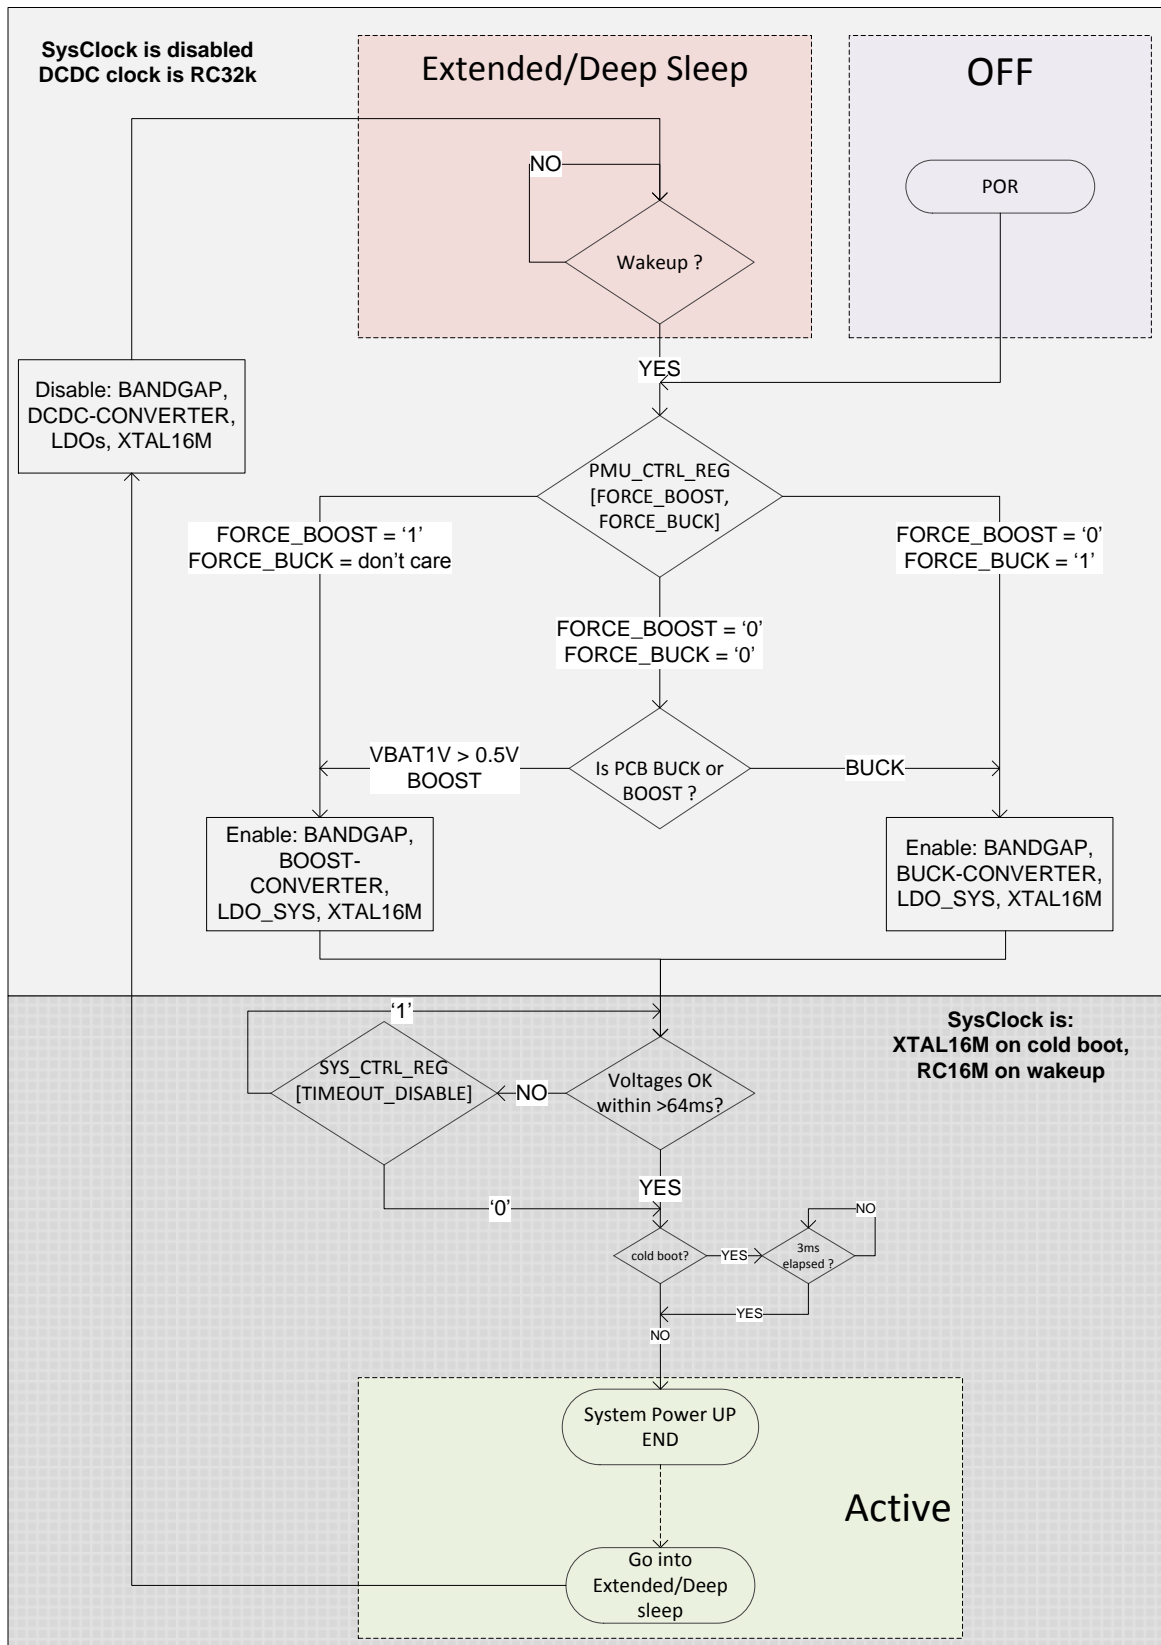 SysClock is disabled
DCDC clock is RC32k
Extended/Deep Sleep
OFF
NO
POR
Wakeup ?
YES
Disable: BANDGAP,
DCDC-CONVERTER,
LDOs, XTAL16M
PMU_CTRL_REG
[FORCE_BOOST,
FORCE_BUCK]
FORCE_BOOST = ‘1’
FORCE_BUCK = don’t care
FORCE_BOOST = ‘0’
FORCE_BUCK = ‘1’
FORCE_BOOST = ‘0’
FORCE_BUCK = ‘0’
VBAT1V > 0.5V
BOOST
Is PCB BUCK or
BOOST ?
BUCK
Enable: BANDGAP,
BOOST-
CONVERTER,
LDO_SYS, XTAL16M
Enable: BANDGAP,
BUCK-CONVERTER,
LDO_SYS, XTAL16M
‘1’
SysClock is:
XTAL16M on cold boot,
RC16M on wakeup
SYS_CTRL_REG
[TIMEOUT_DISABLE]
NO
Voltages OK
within >64ms?
YES
‘0’
NO
cold boot?
YES
3ms
elapsed ?
YES
NO
System Power UP
END
Active
Go into
Extended/Deep
sleep